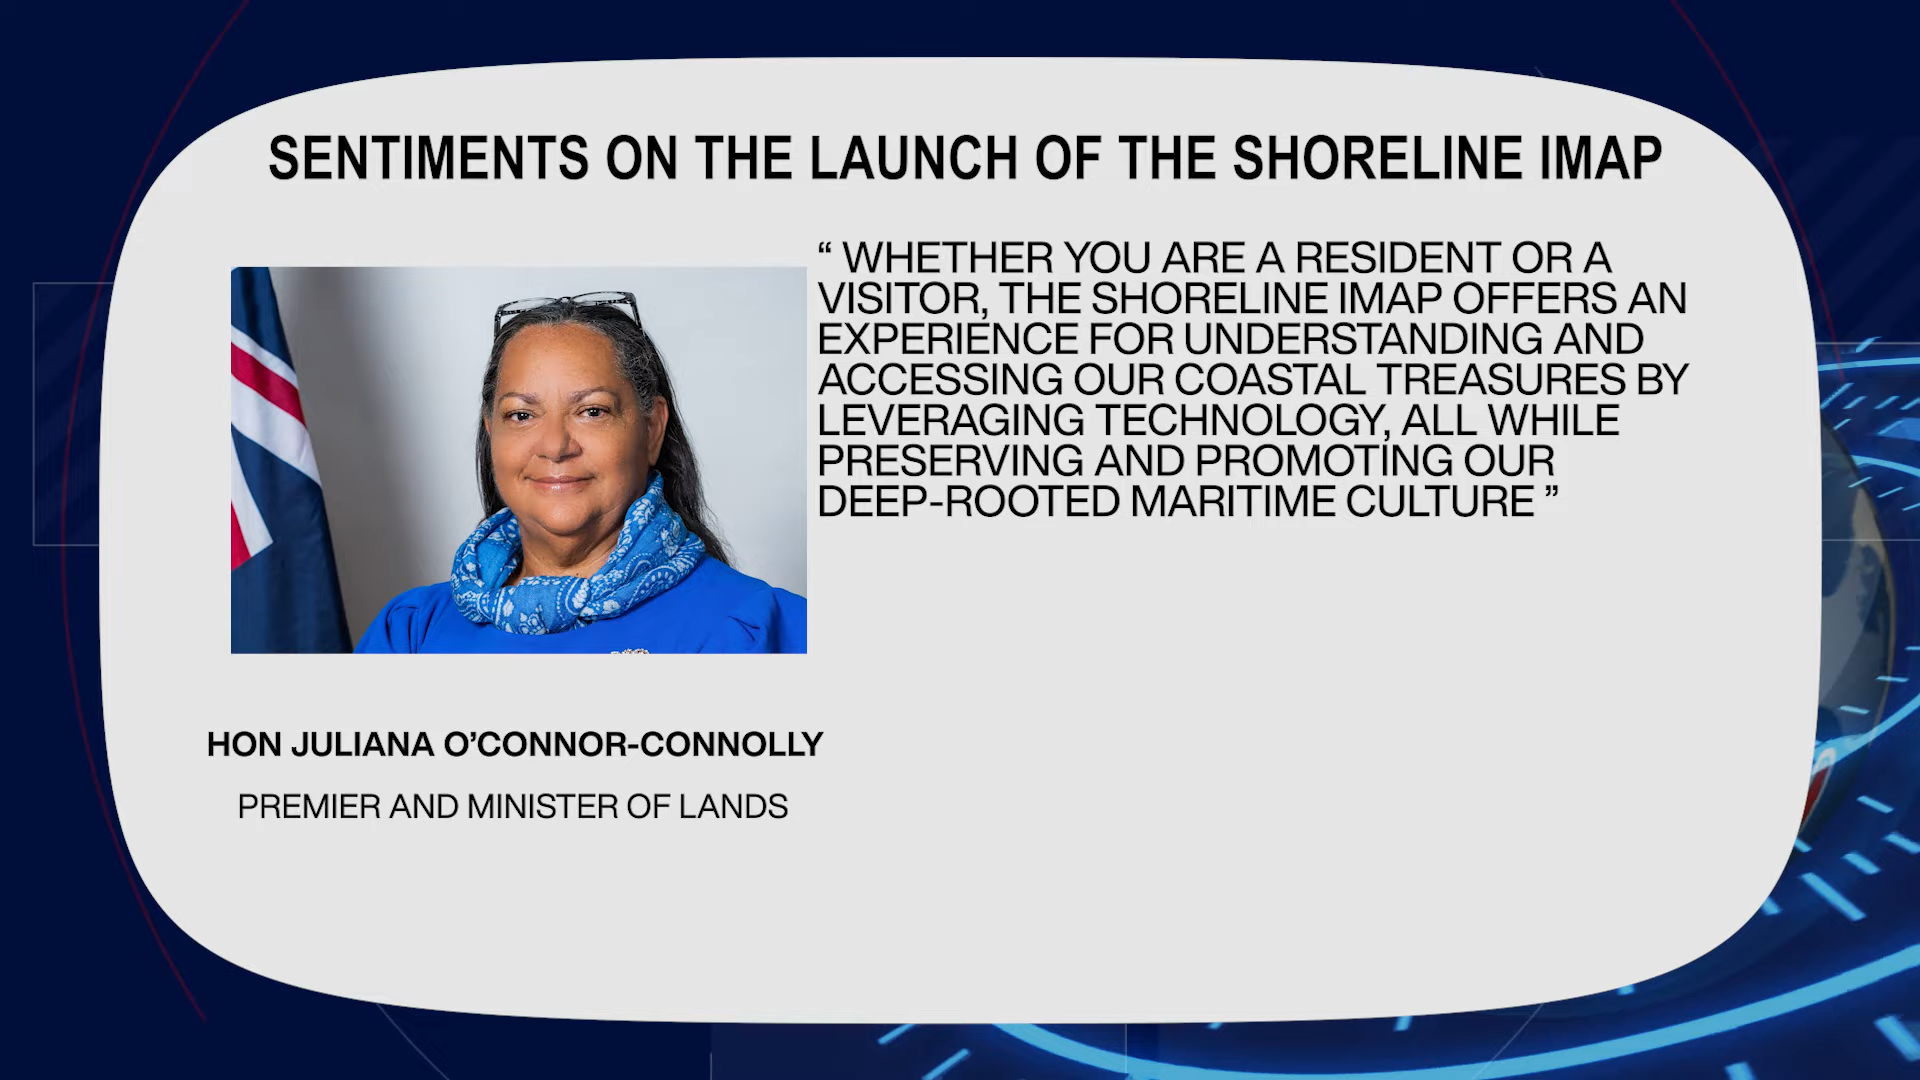 SENTIMENTS ON THE LAUNCH OF THE SHORELINE IMAP
“ WHETHER YOU ARE A RESIDENT OR A
VISITOR, THE SHORELINE IMAP OFFERS AN
EXPERIENCE FOR UNDERSTANDING AND
ACCESSING OUR COASTAL TREASURES BY
LEVERAGING TECHNOLOGY, ALL WHILE
PRESERVING AND PROMOTING OUR
DEEP-ROOTED MARITIME CULTURE ”
HON JULIANA O’CONNOR-CONNOLLY
PREMIER AND MINISTER OF LANDS